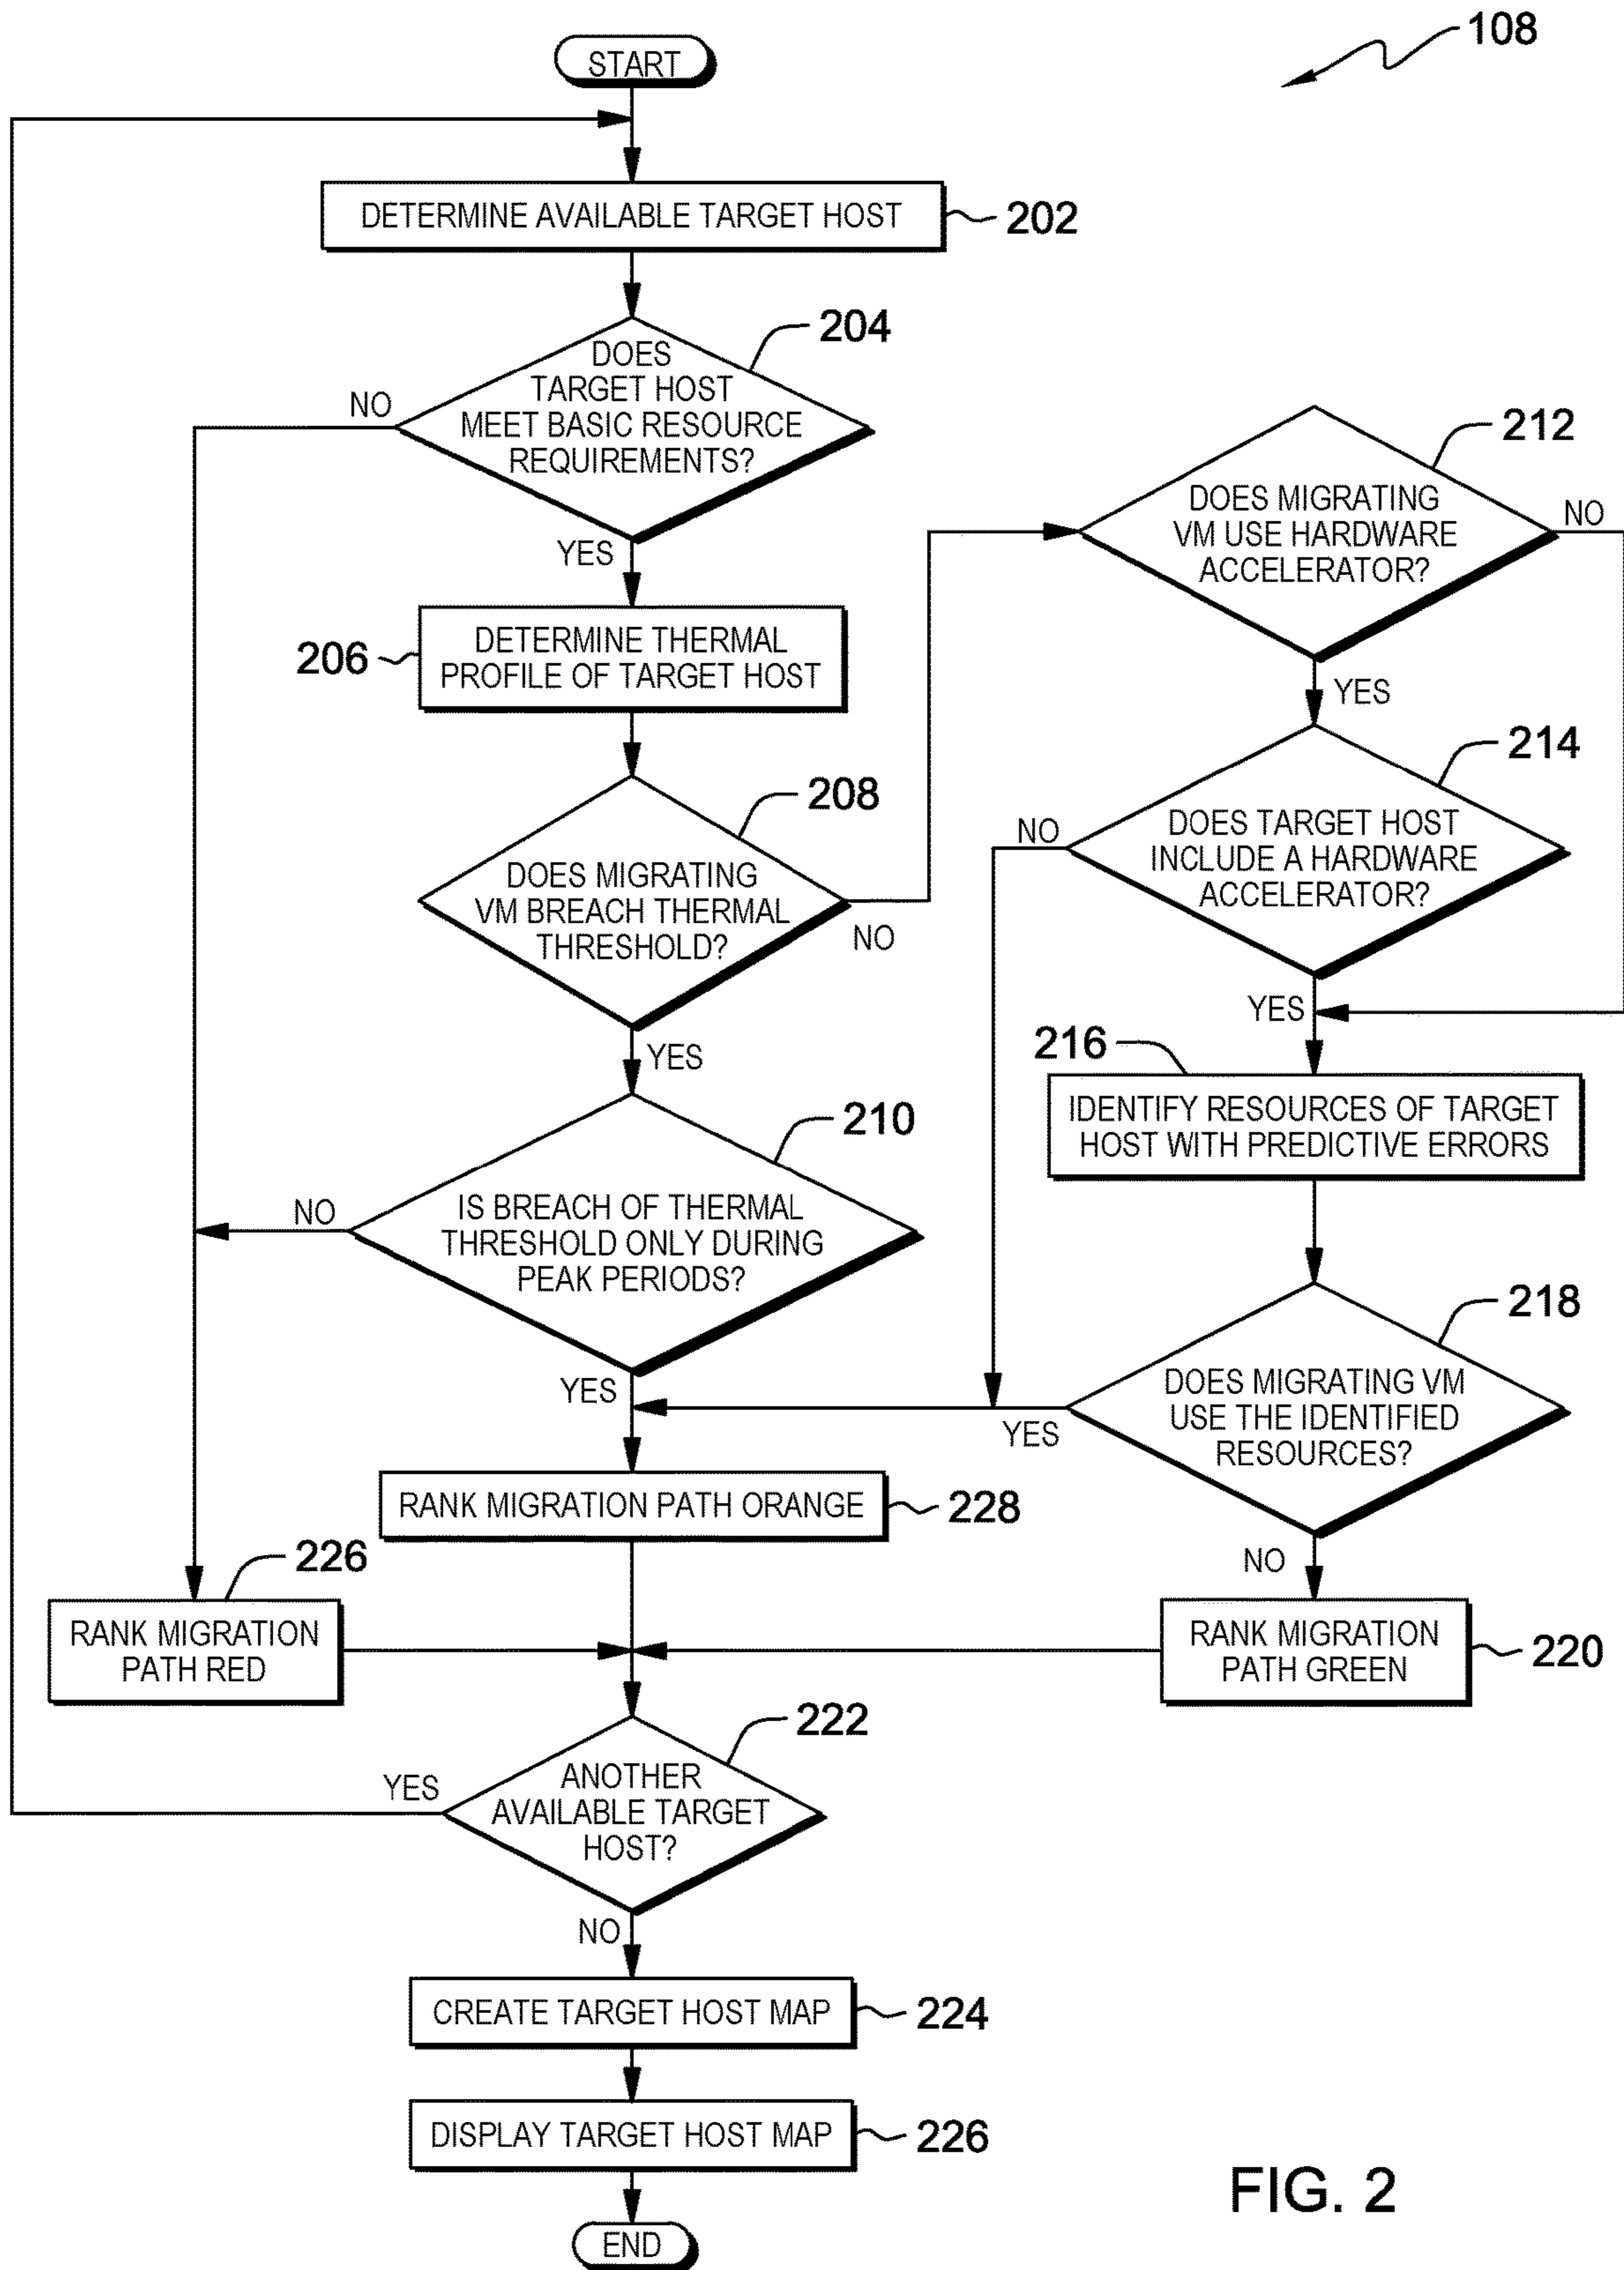 108
START
DETERMINE AVAILABLE TARGET HOST
202
204
DOES
TARGET HOST
MEET BASIC RESOURCE
REQUIREMENTS?
NO
YES
212
DOES MIGRATING
VM USE HARDWARE
ACCELERATOR?
NO
YES
206
DETERMINE THERMAL
PROFILE OF TARGET HOST
214
DOES TARGET HOST
INCLUDE A HARDWARE
ACCELERATOR?
NO
YES
208
DOES MIGRATING
VM BREACH THERMAL
THRESHOLD?
NO
YES
216
IDENTIFY RESOURCES OF TARGET
HOST WITH PREDICTIVE ERRORS
210
IS BREACH OF THERMAL
THRESHOLD ONLY DURING
PEAK PERIODS?
NO
YES
218
DOES MIGRATING VM
USE THE IDENTIFIED
RESOURCES?
YES
NO
RANK MIGRATION PATH ORANGE
228
226
RANK MIGRATION
PATH RED
RANK MIGRATION
PATH GREEN
220
222
ANOTHER
AVAILABLE TARGET
HOST?
YES
NO
CREATE TARGET HOST MAP
224
DISPLAY TARGET HOST MAP
226
END
FIG. 2